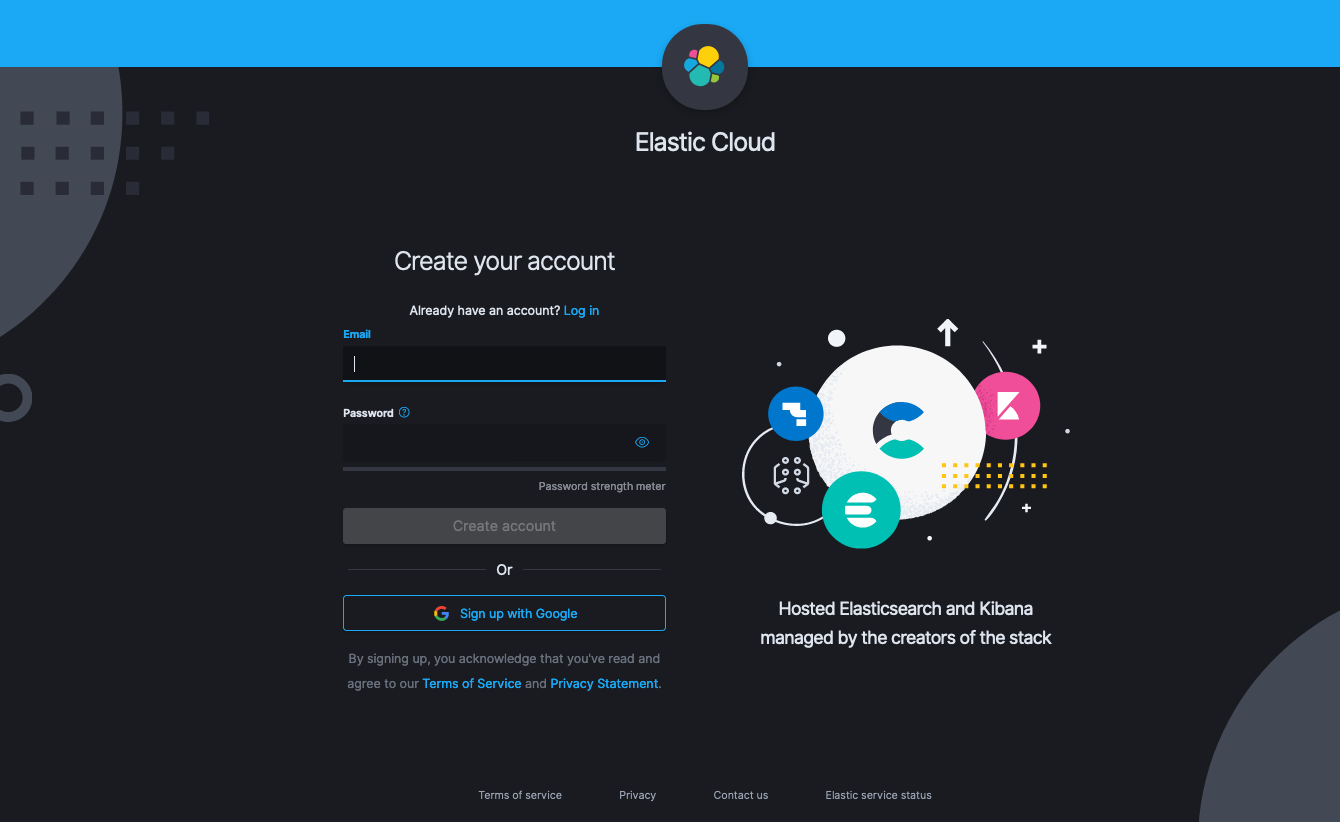 Elastic Cloud
Create your account
Already have an account? Log in
Email
Password
Password strength meter
Create account
Or
Sign up with Google
By signing up, you acknowledge that you've read and
agree to our Terms of Service and Privacy Statement.
Hosted Elasticsearch and Kibana
managed by the creators of the stack
Terms of service
Privacy
Contact us
Elastic service status